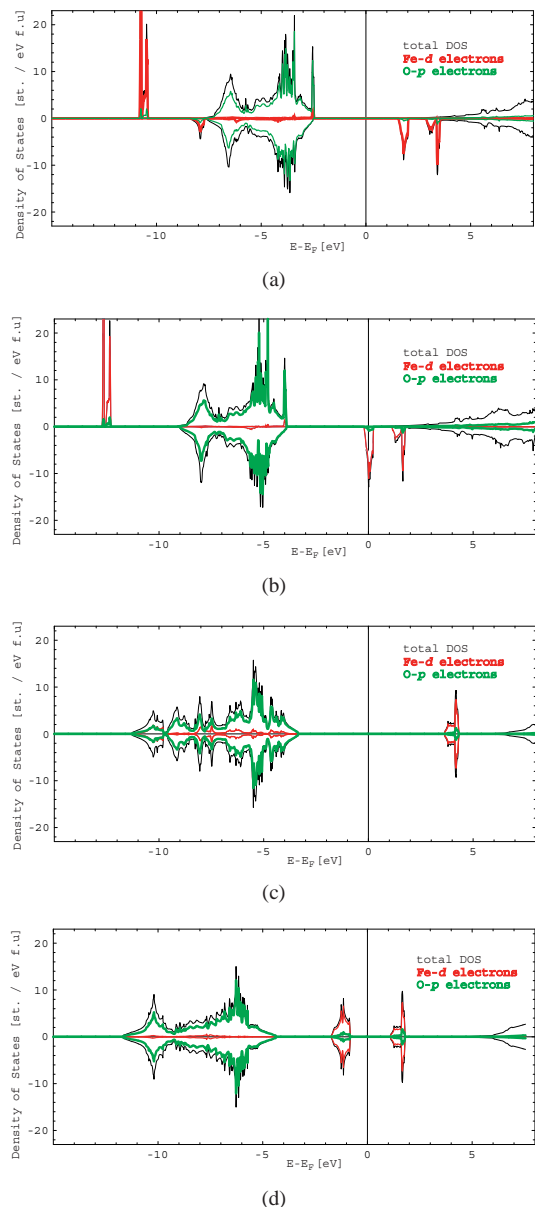 20
10
0
-10
-20
Density of States [st. / eV f.u]
total DOS
Fe-d electrons
O-p electrons
-10
-5
0
5
E-E_F [eV]
(a)
20
10
0
-10
-20
Density of States [st. / eV f.u]
total DOS
Fe-d electrons
O-p electrons
-10
-5
0
5
E-E_F [eV]
(b)
20
10
0
-10
-20
Density of States [st. / eV f.u]
total DOS
Fe-d electrons
O-p electrons
-10
-5
0
5
E-E_F [eV]
(c)
20
10
0
-10
-20
Density of States [st. / eV f.u]
total DOS
Fe-d electrons
O-p electrons
-10
-5
0
5
E-E_F [eV]
(d)